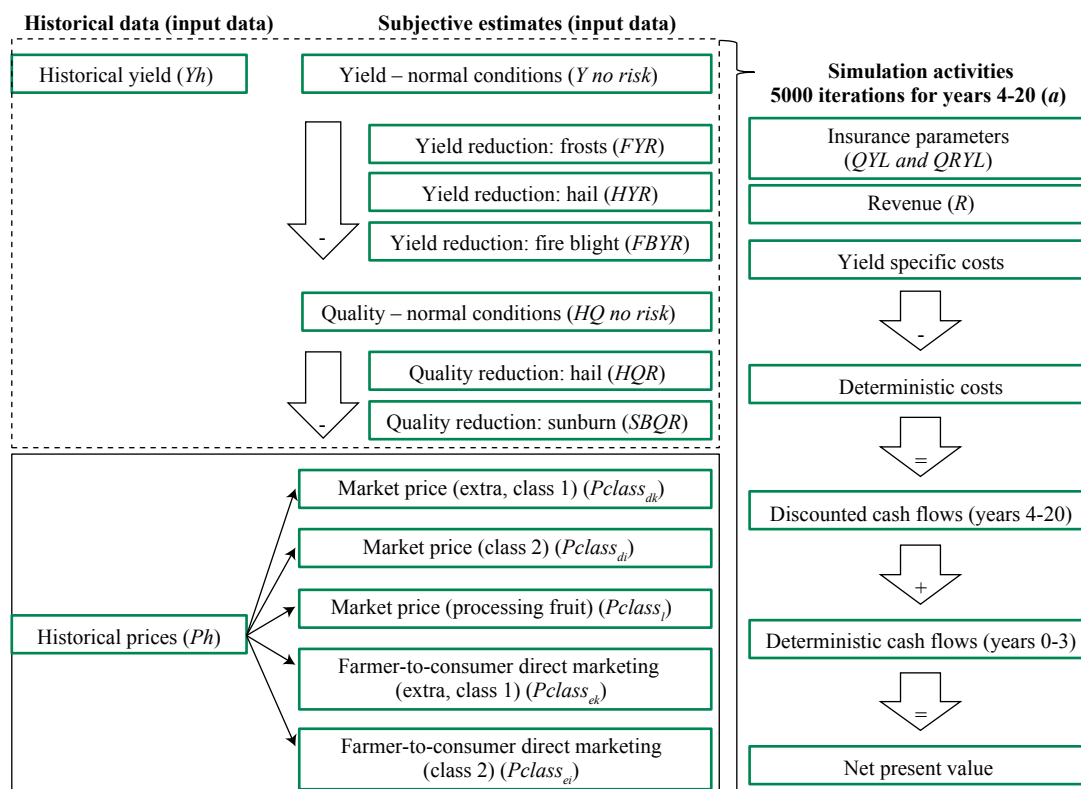 Historical data (input data)
Subjective estimates (input data)
Historical yield (Yh)
Yield – normal conditions (Y no risk)
Yield reduction: frosts (FYR)
Yield reduction: hail (HYR)
Yield reduction: fire blight (FBYR)
-
Quality – normal conditions (HQ no risk)
Quality reduction: hail (HQR)
Quality reduction: sunburn (SBQR)
-
Historical prices (Ph)
Market price (extra, class 1) (Pclass_dk)
Market price (class 2) (Pclass_di)
Market price (processing fruit) (Pclass_l)
Farmer-to-consumer direct marketing
(extra, class 1) (Pclass_ek)
Farmer-to-consumer direct marketing
(class 2) (Pclass_ei)
Simulation activities
5000 iterations for years 4-20 (a)
Insurance parameters
(QYL and QRYL)
Revenue (R)
Yield specific costs
-
Deterministic costs
=
Discounted cash flows (years 4-20)
+
Deterministic cash flows (years 0-3)
=
Net present value